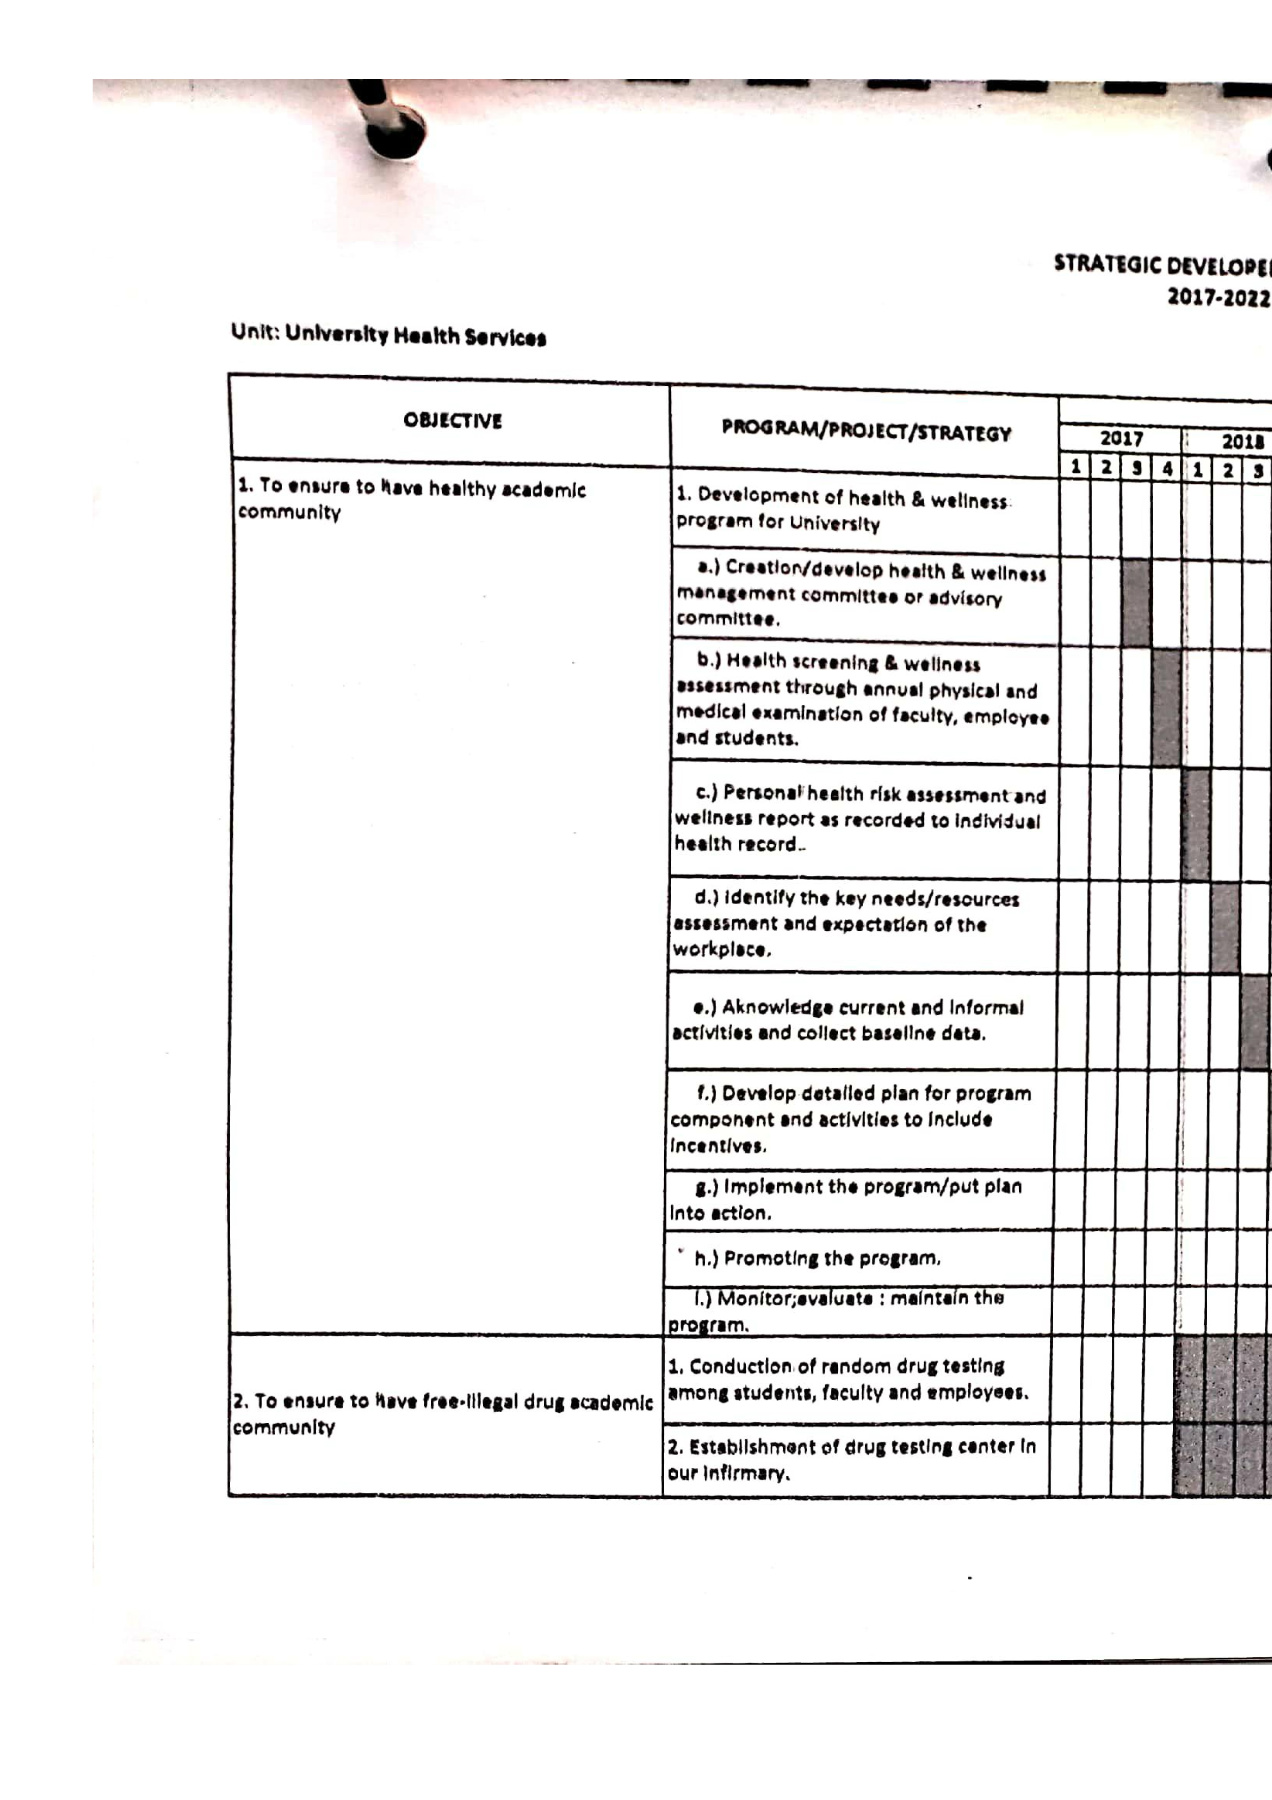 STRATEGIC DEVELOPE
2017-2022
Unit: University Health Services
OBJECTIVE
PROGRAM/PROJECT/STRATEGY
2017
2018
1 2 3 4 1 2 3
1. To ensure to have healthy academic
community
1. Development of health & wellness
program for University
a.) Creation/develop health & wellness
management committee or advisory
committee.
b.) Health screening & wellness
assessment through annual physical and
medical examination of faculty, employee
and students.
c.) Personal health risk assessment and
wellness report as recorded to individual
health record..
d.) Identify the key needs/resources
assessment and expectation of the
workplace.
e.) Aknowledge current and informal
activities and collect baseline data.
f.) Develop detailed plan for program
component and activities to include
incentives.
g.) Implement the program/put plan
into action.
h.) Promoting the program.
i.) Monitor;evaluate : maintain the
program.
2. To ensure to have free-illegal drug academic
community
1. Conduction of random drug testing
among students, faculty and employees.
2. Establishment of drug testing center in
our infirmary.